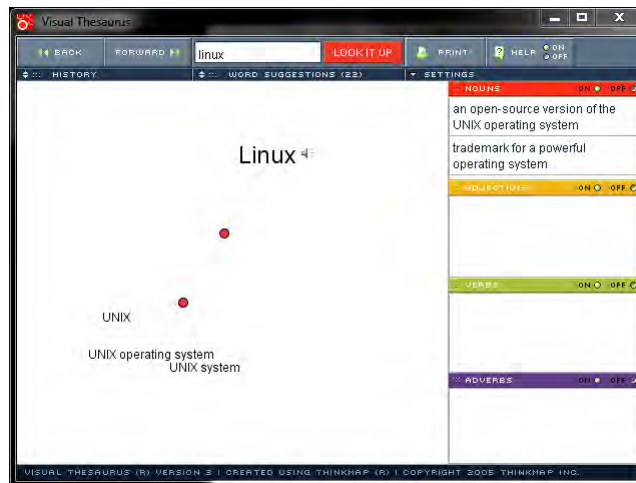 Visual Thesaurus
BACK FORWARD linux LOOK IT UP PRINT HELP ON OFF
HISTORY WORD SUGGESTIONS (22) SETTINGS
NOUNS ON OFF
an open-source version of the
UNIX operating system
trademark for a powerful
operating system
Linux
ADJECTIVES ON OFF
VERBS ON OFF
UNIX
UNIX operating system
UNIX system
ADVERBS ON OFF
VISUAL THESAURUS (R) VERSION 3 | CREATED USING THINKMAP (R) | COPYRIGHT 2005 THINKMAP INC.